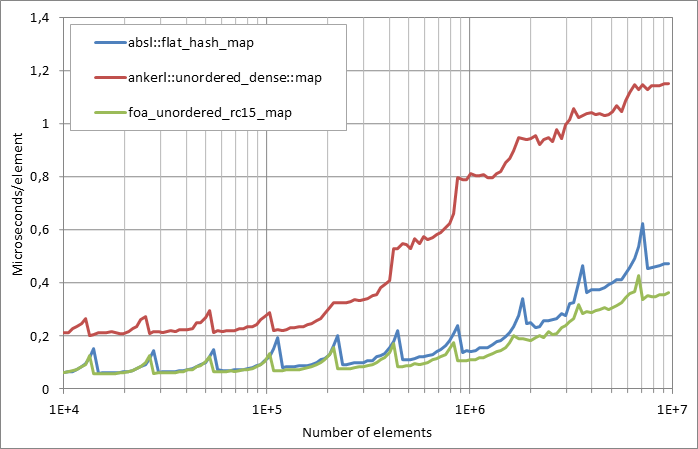 1,4
1,2
1
0,8
0,6
0,4
0,2
0
Microseconds/element
absl::flat_hash_map
ankerl::unordered_dense::map
foa_unordered_rc15_map
1E+4 1E+5 1E+6 1E+7
Number of elements